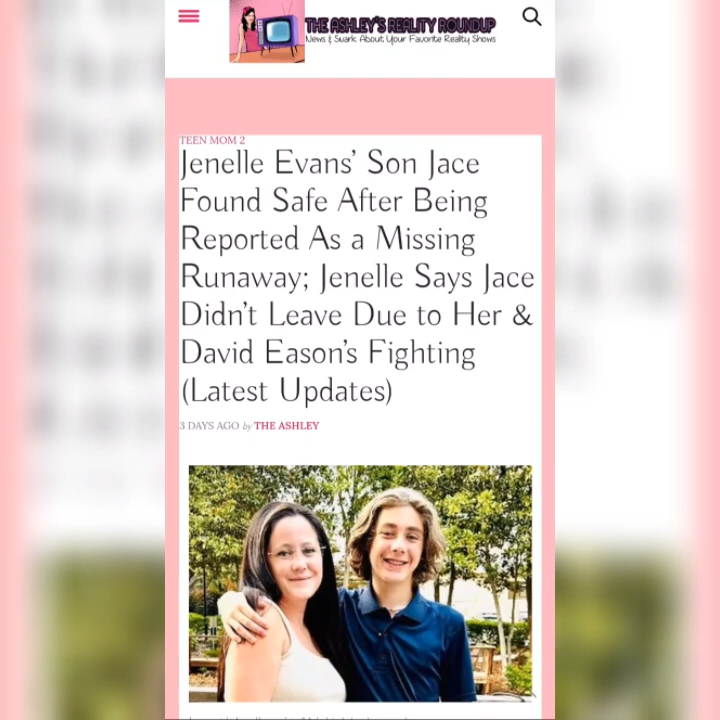 THE ASHLEY'S REALITY ROUNDUP
News & Snark About Your Favorite Reality Shows
TEEN MOM 2
Jenelle Evans' Son Jace
Found Safe After Being
Reported As a Missing
Runaway; Jenelle Says Jace
Didn't Leave Due to Her &
David Eason's Fighting
(Latest Updates)
3 DAYS AGO by THE ASHLEY